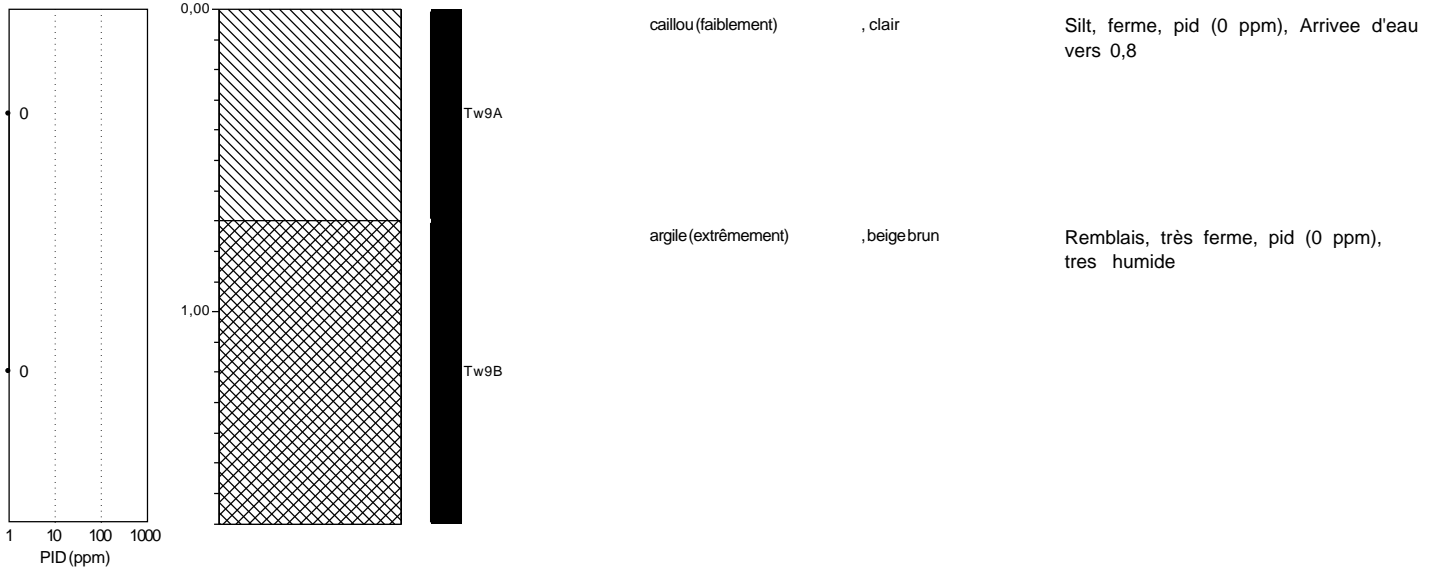 0,00
caillou (faiblement) , clair Silt, ferme, pid (0 ppm), Arrivee d'eau
vers 0,8
0
Tw9A
argile (extrêmement) , beige brun Remblais, très ferme, pid (0 ppm),
tres humide
1,00
0
Tw9B
1 10 100 1000
PID (ppm)